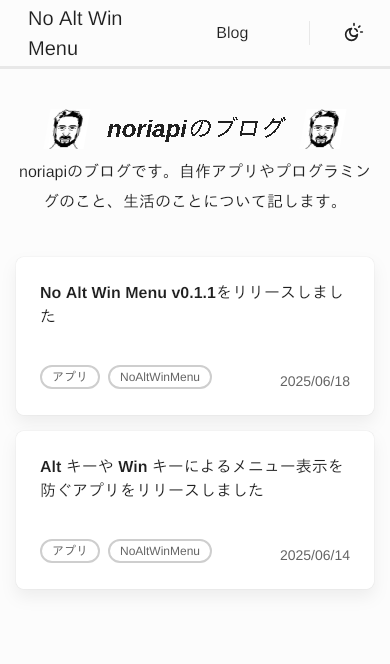 No Alt Win
Menu
Blog
noriapiのブログ
noriapiのブログです。自作アプリやプログラミン
グのこと、生活のことについて記します。
No Alt Win Menu v0.1.1をリリースしまし
た
アプリ
NoAltWinMenu
2025/06/18
Alt キーや Win キーによるメニュー表示を
防ぐアプリをリリースしました
アプリ
NoAltWinMenu
2025/06/14